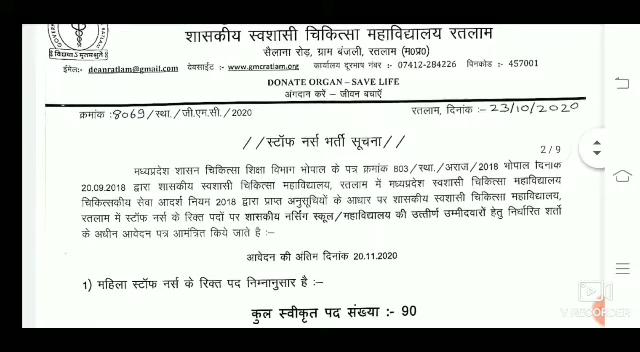 शासकीय स्वशासी चिकित्सा महाविद्यालय रतलाम
सैलाना रोड़, ग्राम बंजली, रतलाम (म०प्र०)
ईमेलः- deanratlam@gmail.com वेवसाईट :- www.gmcratlam.org कार्यालय दूरभाष नंबर:- 07412-284226 पिनकोड :- 457001
DONATE ORGAN – SAVE LIFE
अंगदान करें – जीवन बचाऐं
क्रमांक :8069/स्था./जी.एम.सी./2020 रतलाम, दिनांक :-23/10/2020
//स्टॉफ नर्स भर्ती सूचना//
2/9
मध्यप्रदेश शासन चिकित्सा शिक्षा विभाग भोपाल के पत्र क्रमांक 803/स्था./अराज/2018 भोपाल दिनांक
20.09.2018 द्वारा शासकीय स्वशासी चिकित्सा महाविद्यालय, रतलाम में मध्यप्रदेश स्वशासी चिकित्सा महाविद्यालय
चिकित्सकीय सेवा आदर्श नियम 2018 द्वारा प्राप्त अनुसूचियों के आधार पर शासकीय स्वशासी चिकित्सा महाविद्यालय,
रतलाम में स्टॉफ नर्स के रिक्त पदों पर शासकीय नर्सिंग स्कूल/महाविद्यालय की उत्तीर्ण उम्मीदवारों हेतु निर्धारित शर्तो
के अधीन आवेदन पत्र आमंत्रित किये जाते है :-
आवेदन की अंतिम दिनांक 20.11.2020
1) महिला स्टॉफ नर्स के रिक्त पद निम्नानुसार है :-
कुल स्वीकृत पद संख्या :- 90
V RECORDER